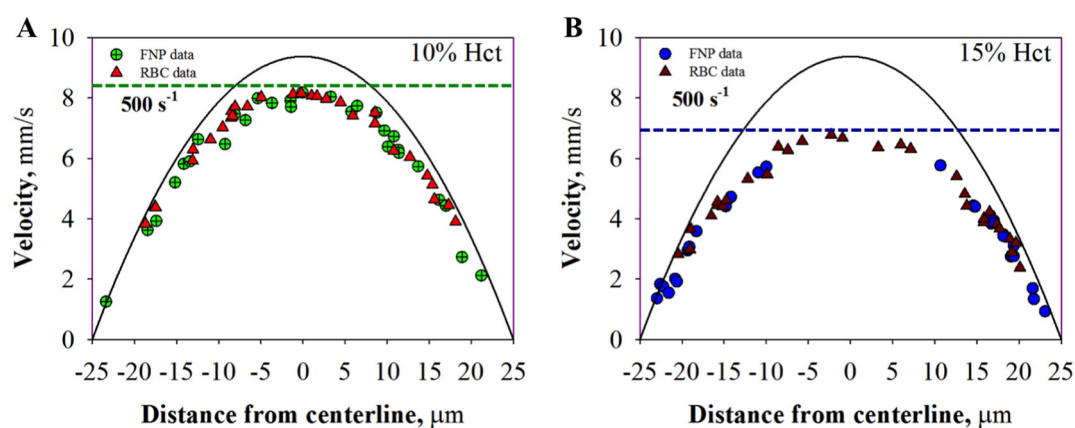 A
10% Hct
FNP data
RBC data
500 s⁻¹
Velocity, mm/s
10
8
6
4
2
0
-25 -20 -15 -10 -5 0 5 10 15 20 25
Distance from centerline, μm
B
15% Hct
FNP data
RBC data
500 s⁻¹
Velocity, mm/s
10
8
6
4
2
0
-25 -20 -15 -10 -5 0 5 10 15 20 25
Distance from centerline, μm